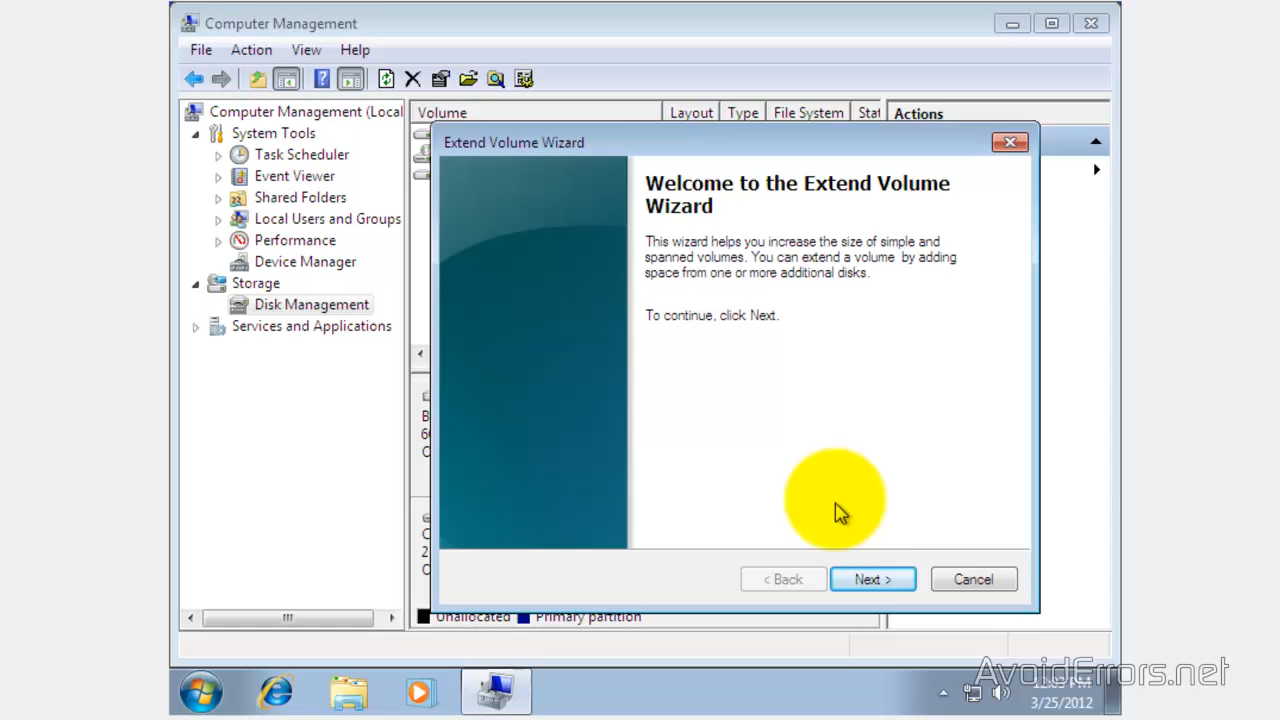 Computer Management
File Action View Help
Computer Management (Local
System Tools
Task Scheduler
Event Viewer
Shared Folders
Local Users and Groups
Performance
Device Manager
Storage
Disk Management
Services and Applications
Volume Layout Type File System Stat
Actions
Extend Volume Wizard
Welcome to the Extend Volume
Wizard
This wizard helps you increase the size of simple and
spanned volumes. You can extend a volume by adding
space from one or more additional disks.
To continue, click Next.
< Back Next > Cancel
Unallocated Primary partition
AvoidErrors.net
12:03 PM
3/25/2012